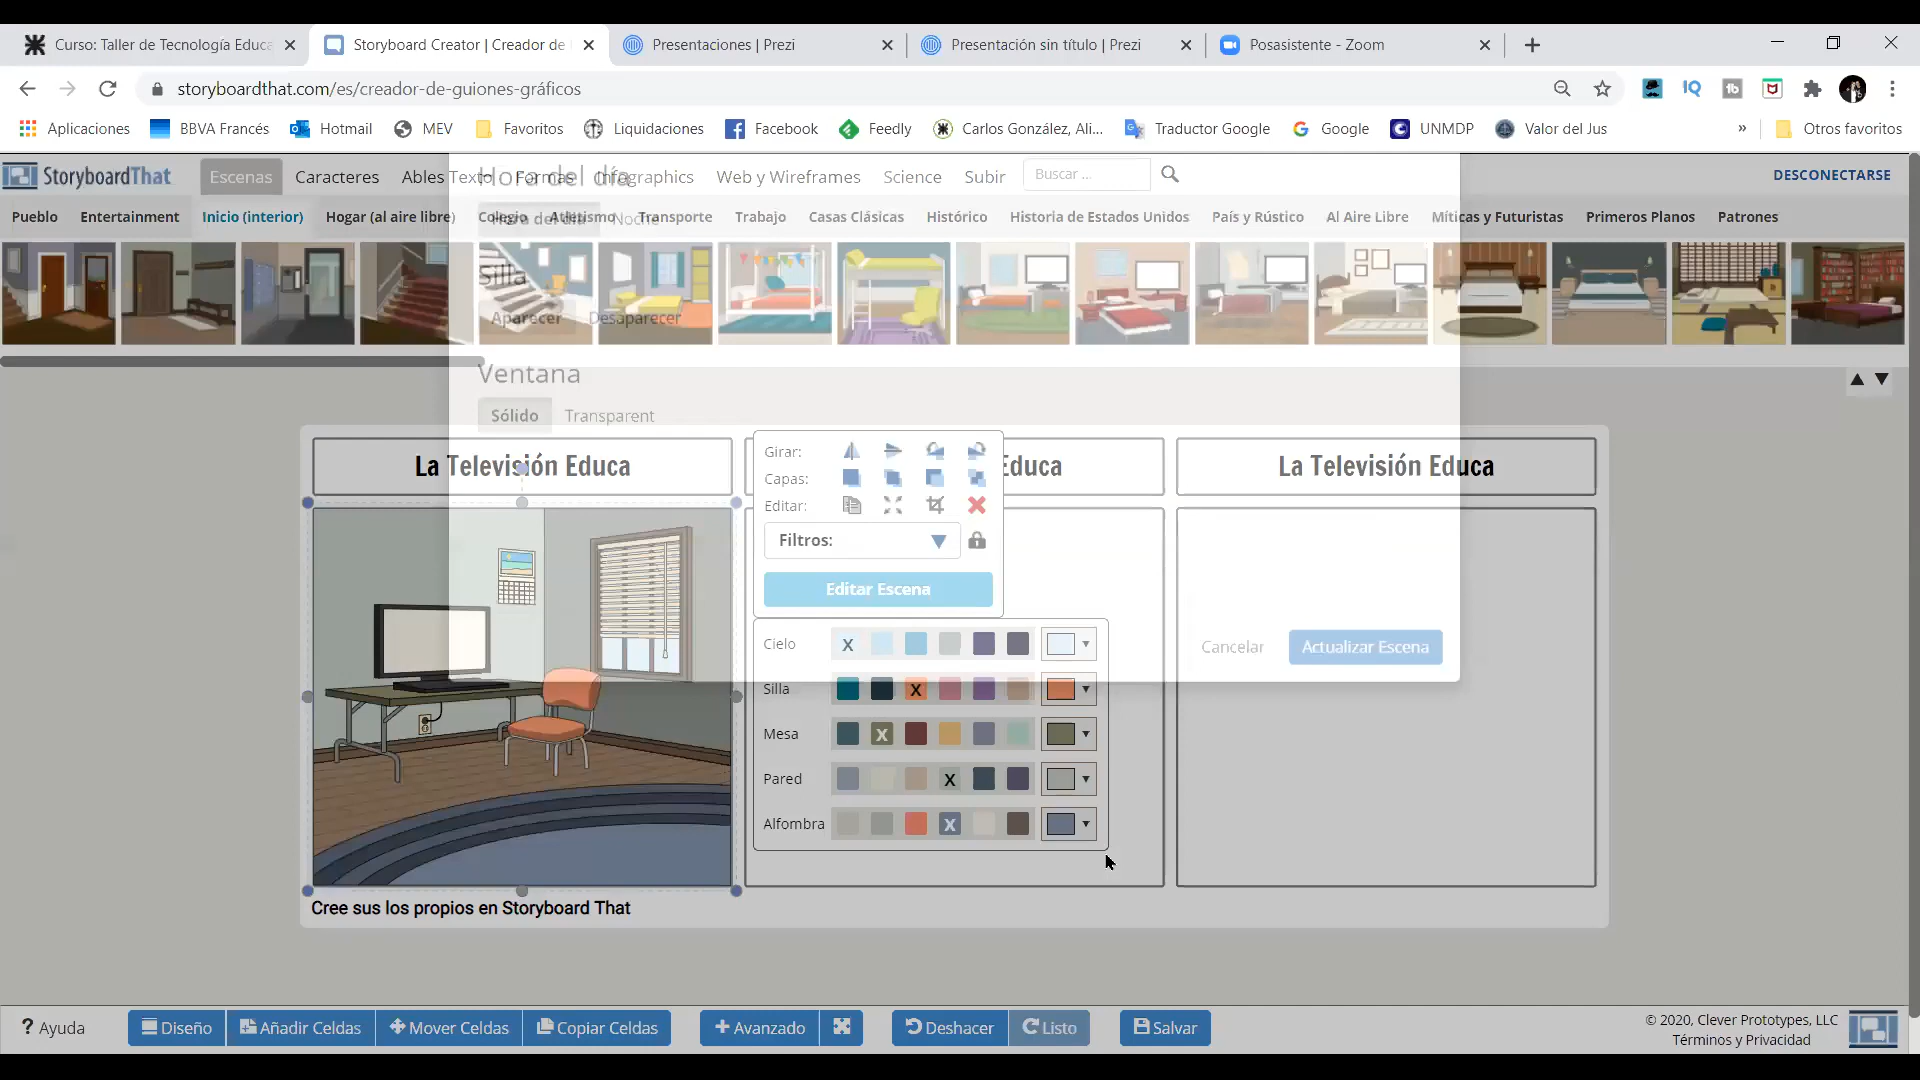 Curso: Taller de Tecnología Educa
Storyboard Creator | Creador de
Presentaciones | Prezi
Presentación sin título | Prezi
Posasistente - Zoom
storyboardthat.com/es/creador-de-guiones-gráficos
Aplicaciones
BBVA Francés
Hotmail
MEV
Favoritos
Liquidaciones
Facebook
Feedly
Carlos González, Ali...
Traductor Google
Google
UNMDP
Valor del Jus
»
Otros favoritos
StoryboardThat
Escenas
Caracteres
Ables Texto
Formas
Infographics
Web y Wireframes
Science
Subir
Buscar ...
DESCONECTARSE
Hora del día
Pueblo
Entertainment
Inicio (interior)
Hogar (al aire libre)
Colegio
Atletismo
Transporte
Trabajo
Casas Clásicas
Histórico
Historia de Estados Unidos
País y Rústico
Al Aire Libre
Míticas y Futuristas
Primeros Planos
Patrones
Hora del día
Noche
Silla
Aparecer
Desaparecer
Ventana
Sólido
Transparent
La Televisión Educa
Educa
La Televisión Educa
Girar:
Capas:
Editar:
Filtros:
Editar Escena
Cielo X
Silla X
Mesa X
Pared X
Alfombra X
Cancelar
Actualizar Escena
Cree sus los propios en Storyboard That
? Ayuda
Diseño
Añadir Celdas
Mover Celdas
Copiar Celdas
Avanzado
Deshacer
Listo
Salvar
© 2020, Clever Prototypes, LLC
Términos y Privacidad